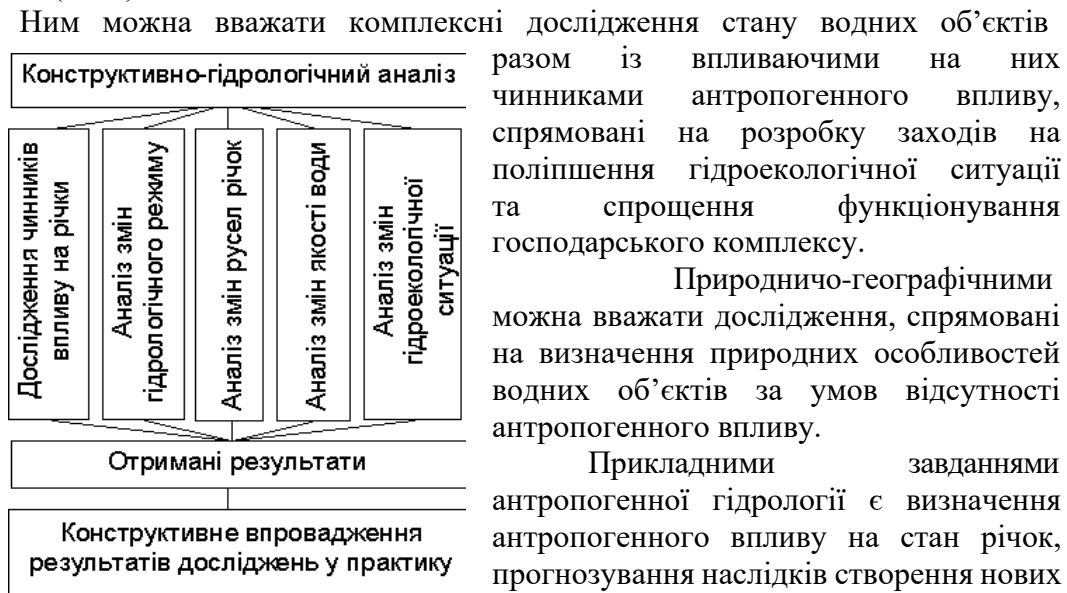 Ним можна вважати комплексні дослідження стану водних об’єктів
разом із впливаючими на них
чинниками антропогенного впливу,
спрямовані на розробку заходів на
поліпшення гідроекологічної ситуації
та спрощення функціонування
господарського комплексу.
Природничо-географічними
можна вважати дослідження, спрямовані
на визначення природних особливостей
водних об’єктів за умов відсутності
антропогенного впливу.
Прикладними завданнями
антропогенної гідрології є визначення
антропогенного впливу на стан річок,
прогнозування наслідків створення нових
Конструктивно-гідрологічний аналіз
Дослідження чинників
впливу на річки
Аналіз змін
гідрологічного режиму
Аналіз змін русел річок
Аналіз змін якості води
Аналіз змін
гідроекологічної
ситуації
Отримані результати
Конструктивне впровадження
результатів досліджень у практику